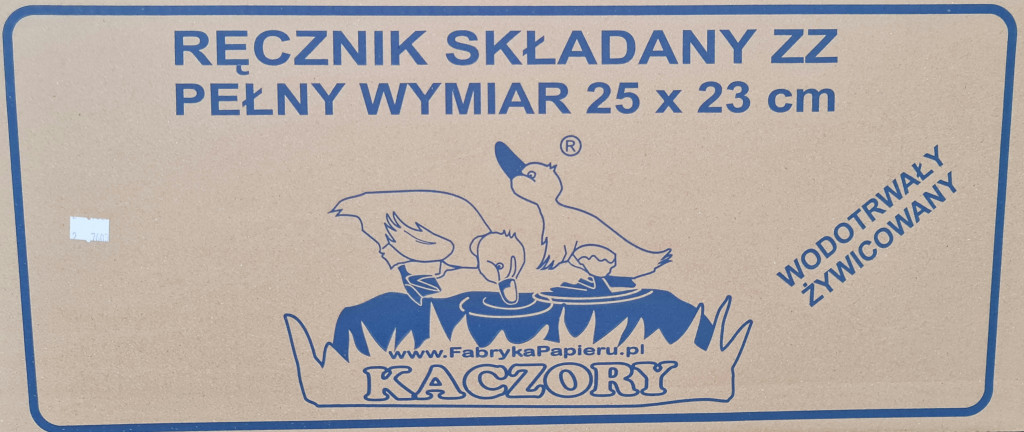 RĘCZNIK SKŁADANY ZZ
PEŁNY WYMIAR 25 x 23 cm
®
WODOTRWAŁY
ŻYWICOWANY
www.FabrykaPapieru.pl
KACZORY